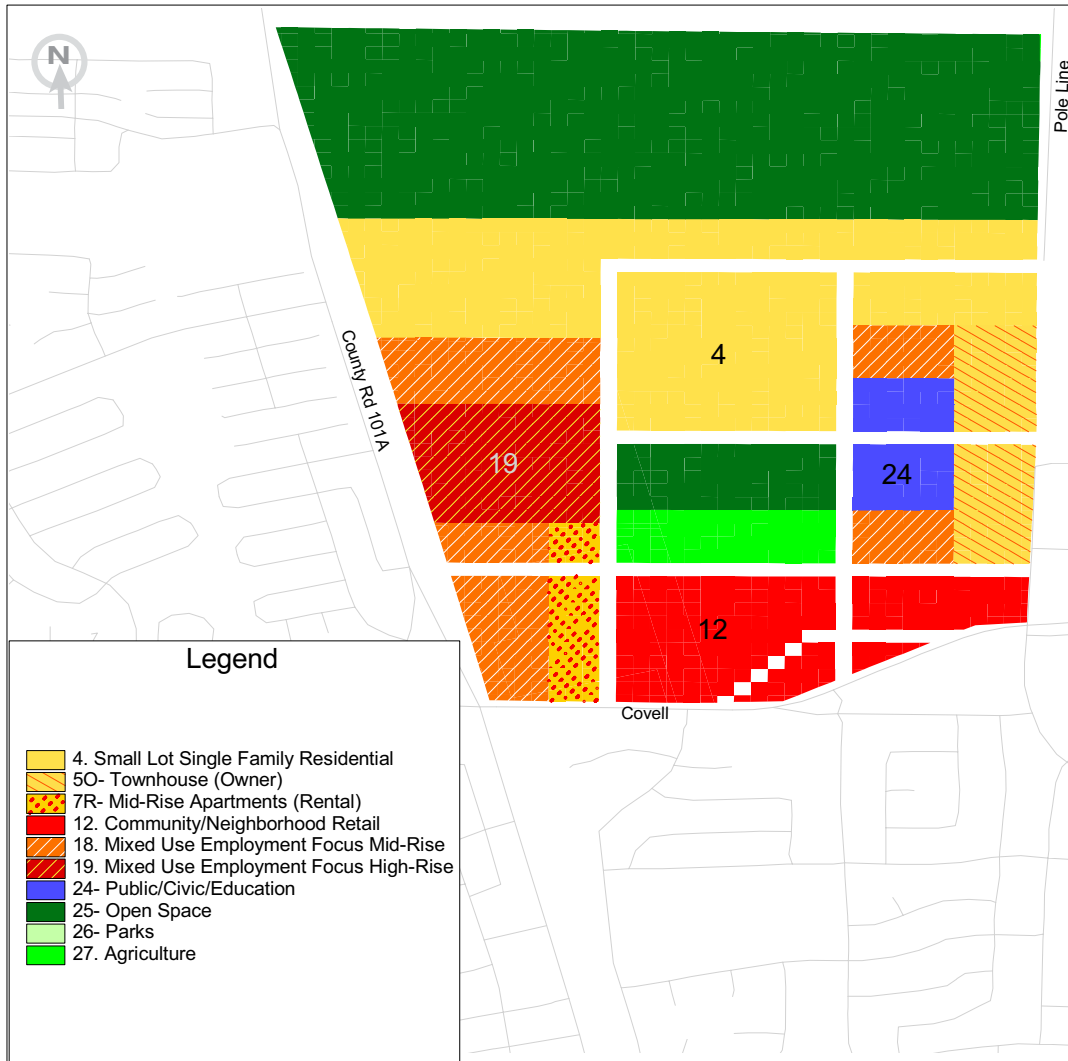 N
Pole Line
County Rd 101A
4
19
24
12
Covell
Legend
4. Small Lot Single Family Residential
5O- Townhouse (Owner)
7R- Mid-Rise Apartments (Rental)
12. Community/Neighborhood Retail
18. Mixed Use Employment Focus Mid-Rise
19. Mixed Use Employment Focus High-Rise
24- Public/Civic/Education
25- Open Space
26- Parks
27. Agriculture